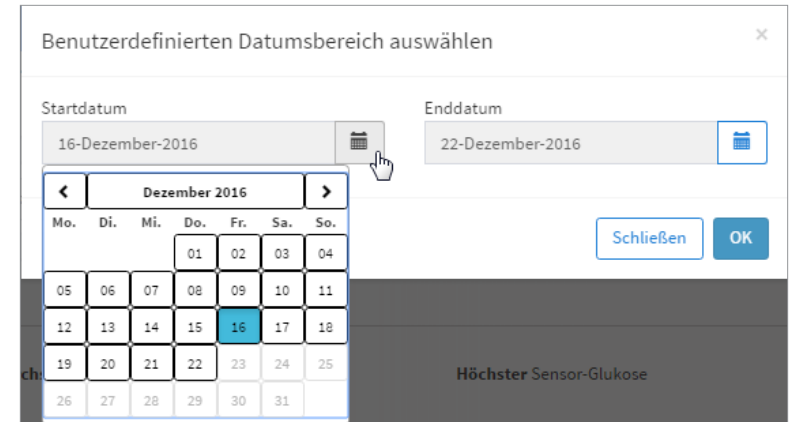 Benutzerdefinierten Datumsbereich auswählen ×
Startdatum Enddatum
16-Dezember-2016 22-Dezember-2016
Dezember 2016
Mo. Di. Mi. Do. Fr. Sa. So.
01 02 03 04
Schließen OK
05 06 07 08 09 10 11
12 13 14 15 16 17 18
19 20 21 22 23 24 25
Höchster Sensor-Glukose
26 27 28 29 30 31